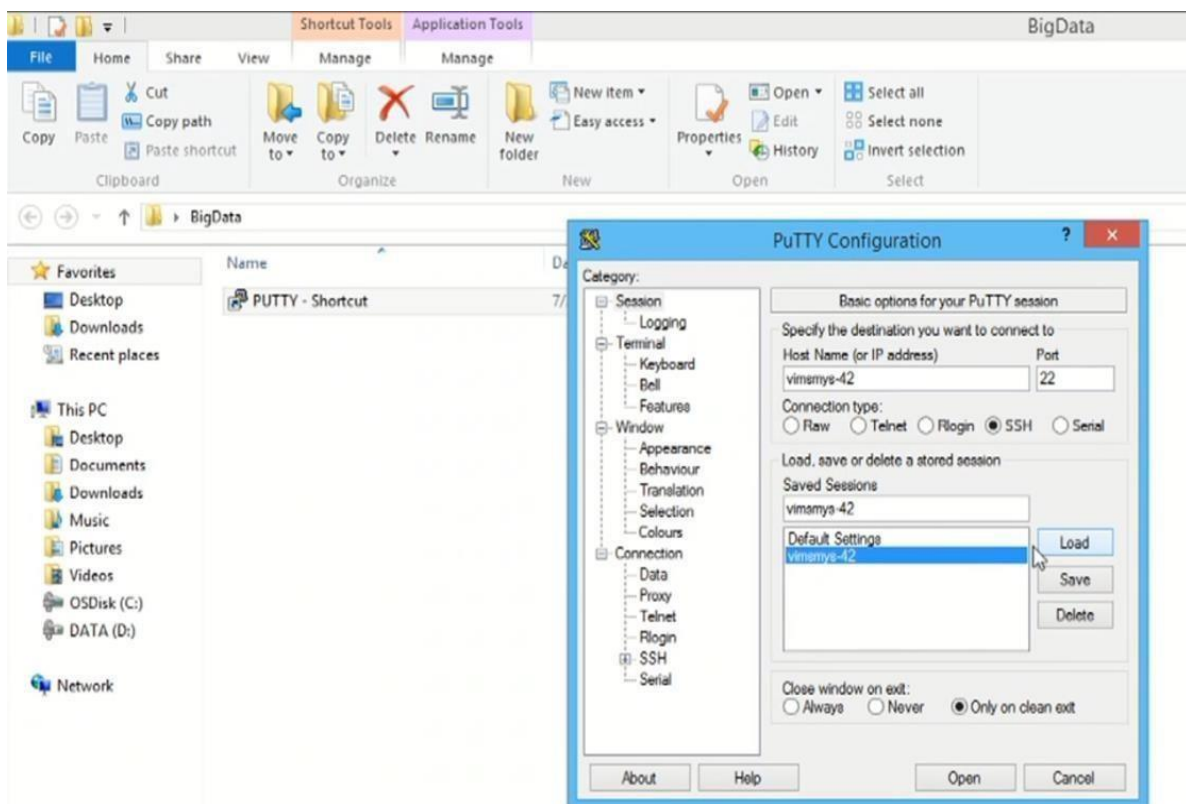 Shortcut Tools Application Tools BigData
File Home Share View Manage Manage
Copy
Paste
Cut
Copy path
Paste shortcut
Clipboard
Move to
Copy to
Delete
Rename
Organize
New folder
New item
Easy access
New
Properties
Open
Edit
History
Open
Select all
Select none
Invert selection
Select
BigData
Favorites
Desktop
Downloads
Recent places
This PC
Desktop
Documents
Downloads
Music
Pictures
Videos
OSDisk (C:)
DATA (D:)
Network
Name
Da
PUTTY - Shortcut 7/
PuTTY Configuration ?
Category:
Session
Logging
Terminal
Keyboard
Bell
Features
Window
Appearance
Behaviour
Translation
Selection
Colours
Connection
Data
Proxy
Telnet
Rlogin
SSH
Serial
Basic options for your PuTTY session
Specify the destination you want to connect to
Host Name (or IP address) Port
vimsmys-42 22
Connection type:
Raw Telnet Rlogin SSH Serial
Load, save or delete a stored session
Saved Sessions
vimsmys-42
Default Settings
vimsmys-42
Load
Save
Delete
Close window on exit:
Always Never Only on clean exit
About Help Open Cancel